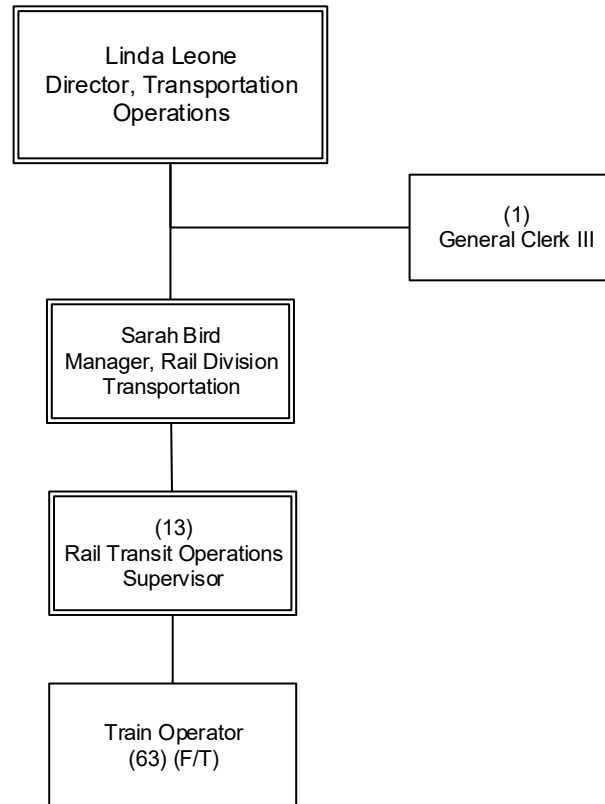 Linda Leone
Director, Transportation
Operations
(1)
General Clerk III
Sarah Bird
Manager, Rail Division
Transportation
(13)
Rail Transit Operations
Supervisor
Train Operator
(63) (F/T)